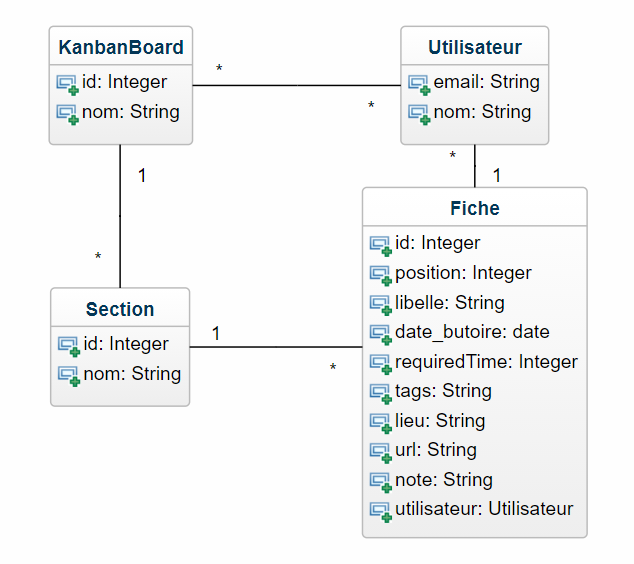 KanbanBoard
id: Integer
nom: String
*
*
Utilisateur
email: String
nom: String
*
1
1
*
Fiche
id: Integer
position: Integer
libelle: String
date_butoire: date
requiredTime: Integer
tags: String
lieu: String
url: String
note: String
utilisateur: Utilisateur
Section
id: Integer
nom: String
1
*